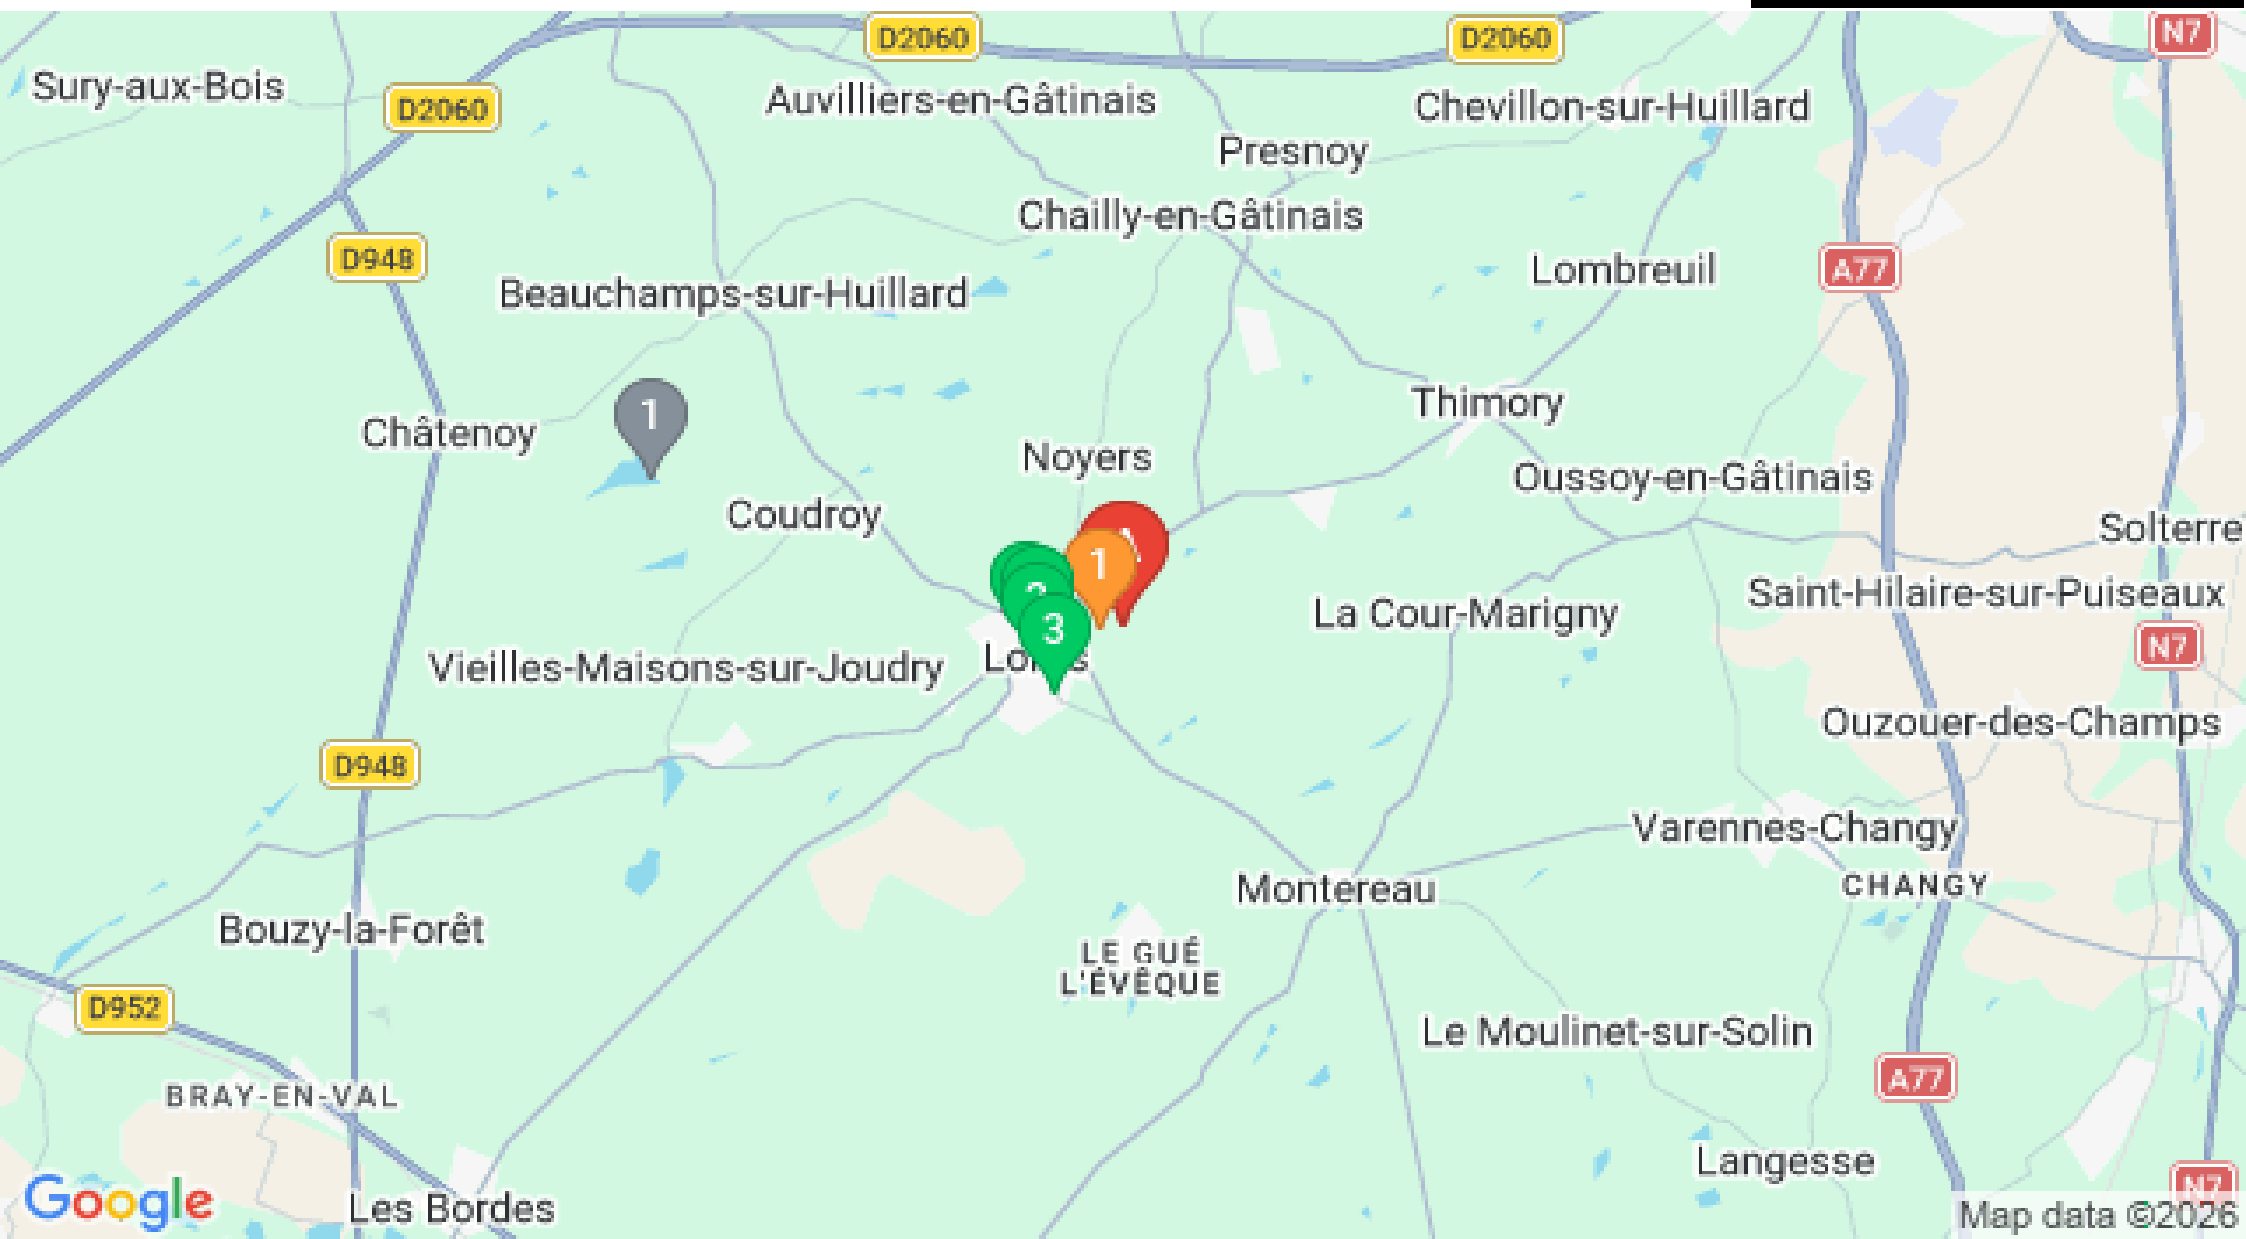 D2060
D2060
N7
Sury-aux-Bois
D2060
Auvilliers-en-Gâtinais
Chevillon-sur-Huillard
Presnoy
Chailly-en-Gâtinais
D948
Lombreuil
A77
Beauchamps-sur-Huillard
1
Thimory
Châtenoy
Noyers
Oussoy-en-Gâtinais
Coudroy
Solterre
1
Saint-Hilaire-sur-Puiseaux
La Cour-Marigny
3
N7
Vieilles-Maisons-sur-Joudry
Ouzouer-des-Champs
D948
Varennes-Changy
CHANGY
Montereau
Bouzy-la-Forêt
LE GUÉ
L'ÉVÊQUE
D952
Le Moulinet-sur-Solin
A77
BRAY-EN-VAL
Langesse
N7
Google
Les Bordes
Map data ©2026